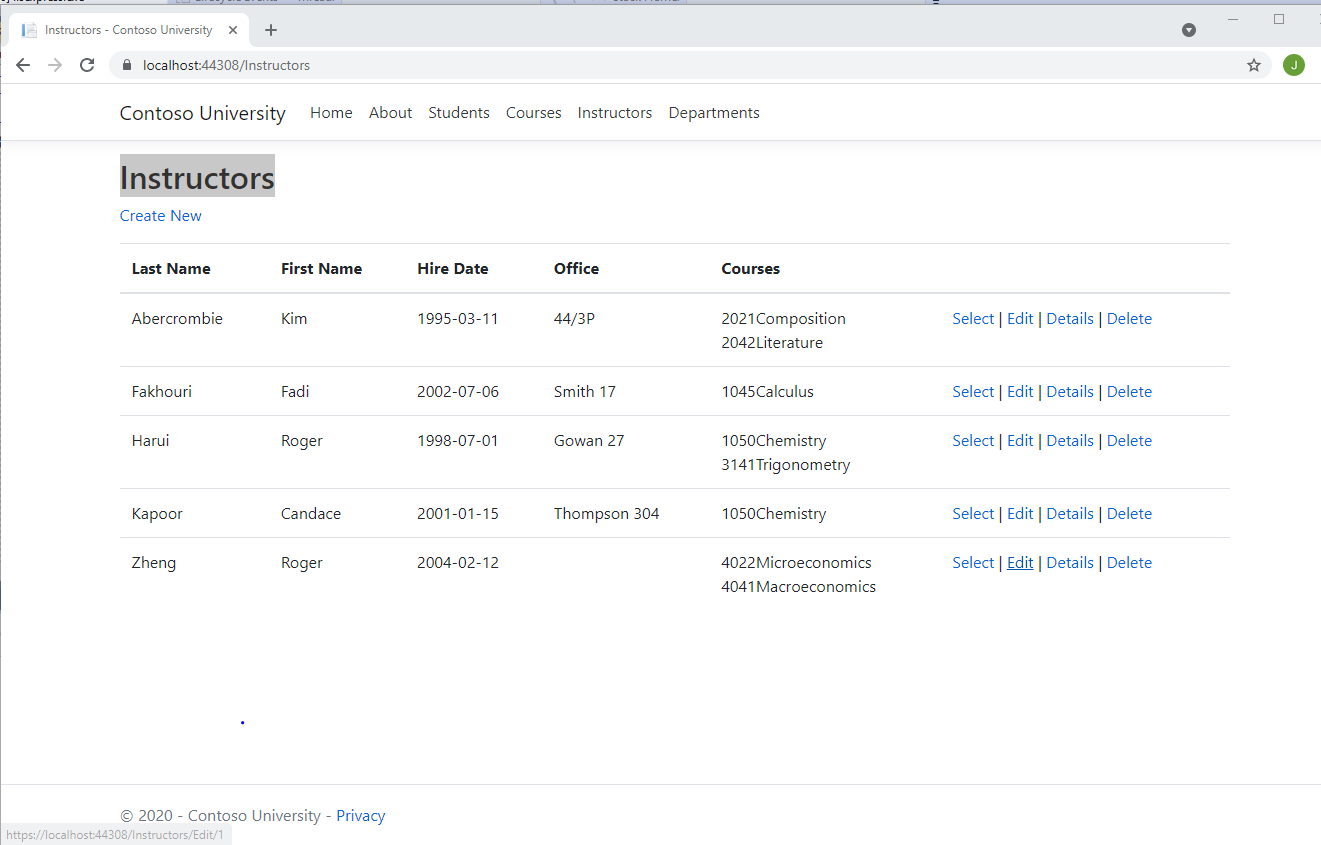 Instructors - Contoso University
localhost:44308/Instructors
J
Contoso University Home About Students Courses Instructors Departments
Instructors
Create New
Last Name First Name Hire Date Office Courses
Abercrombie Kim 1995-03-11 44/3P 2021Composition Select | Edit | Details | Delete
2042Literature
Fakhouri Fadi 2002-07-06 Smith 17 1045Calculus Select | Edit | Details | Delete
Harui Roger 1998-07-01 Gowan 27 1050Chemistry Select | Edit | Details | Delete
3141Trigonometry
Kapoor Candace 2001-01-15 Thompson 304 1050Chemistry Select | Edit | Details | Delete
Zheng Roger 2004-02-12 4022Microeconomics Select | Edit | Details | Delete
4041Macroeconomics
© 2020 - Contoso University - Privacy
https://localhost:44308/Instructors/Edit/1